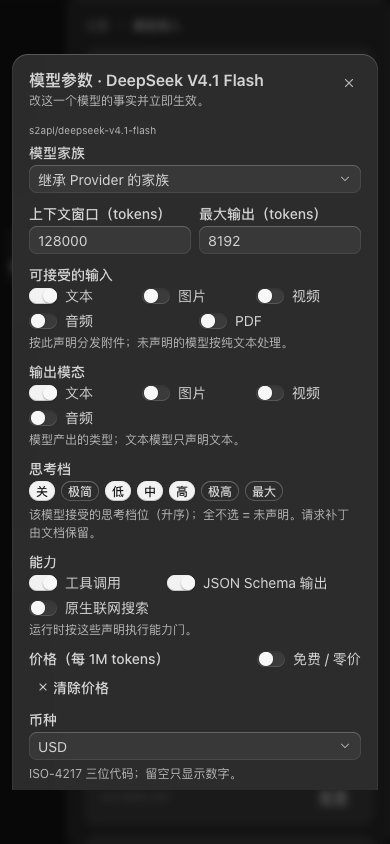 模型参数 · DeepSeek V4.1 Flash
改这一个模型的事实并立即生效。
s2api/deepseek-v4.1-flash
模型家族
继承 Provider 的家族
上下文窗口（tokens） 最大输出（tokens）
128000 8192
可接受的输入
文本 图片 视频
音频 PDF
按此声明分发附件；未声明的模型按纯文本处理。
输出模态
文本 图片 视频
音频
模型产出的类型；文本模型只声明文本。
思考档
关 极简 低 中 高 极高 最大
该模型接受的思考档位（升序）；全不选 = 未声明。请求补丁
由文档保留。
能力
工具调用 JSON Schema 输出
原生联网搜索
运行时按这些声明执行能力门。
价格（每 1M tokens） 免费 / 零价
× 清除价格
币种
USD
ISO-4217 三位代码；留空只显示数字。